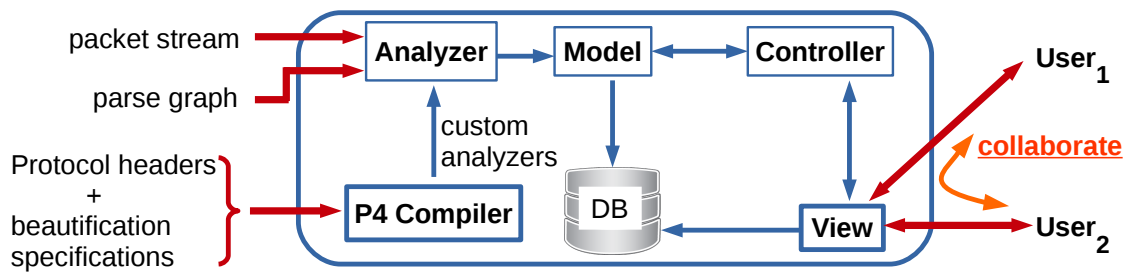 packet stream
parse graph
Analyzer
Model
Controller
User1
custom
analyzers
collaborate
Protocol headers
+
beautification
specifications
P4 Compiler
DB
View
User2